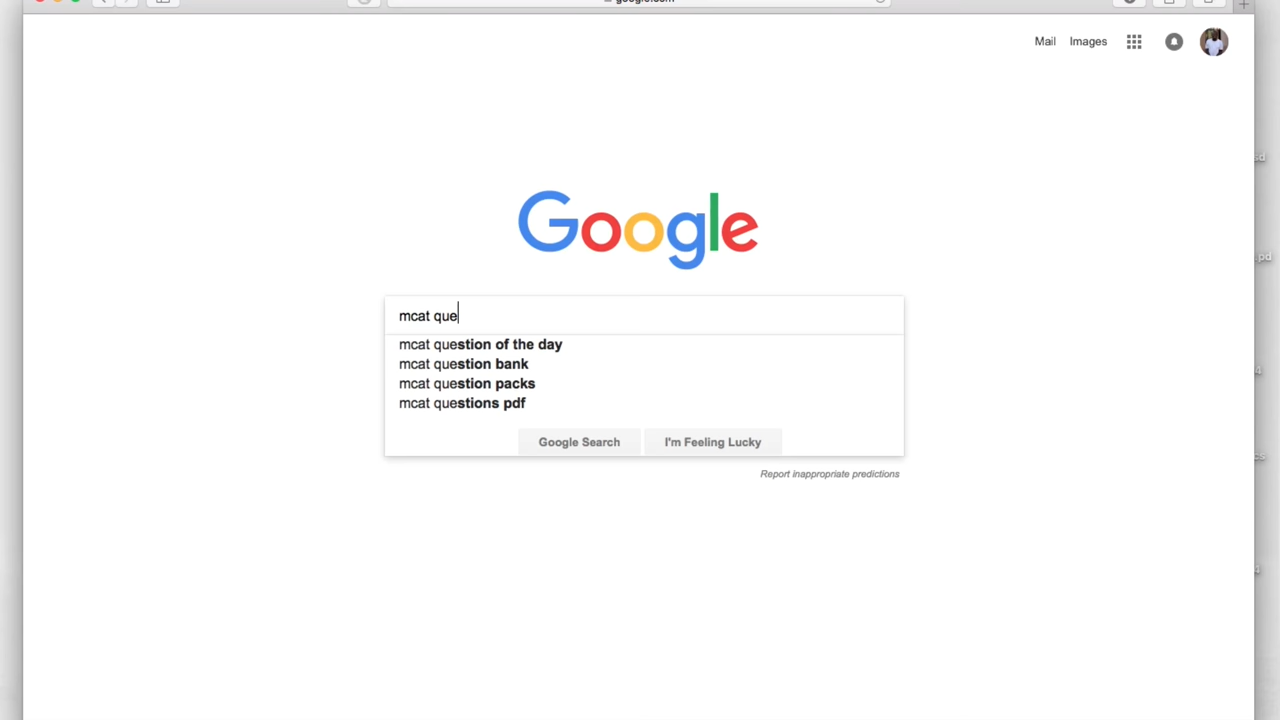 google.com
Mail Images
Google
mcat que
mcat question of the day
mcat question bank
mcat question packs
mcat questions pdf
Google Search I'm Feeling Lucky
Report inappropriate predictions